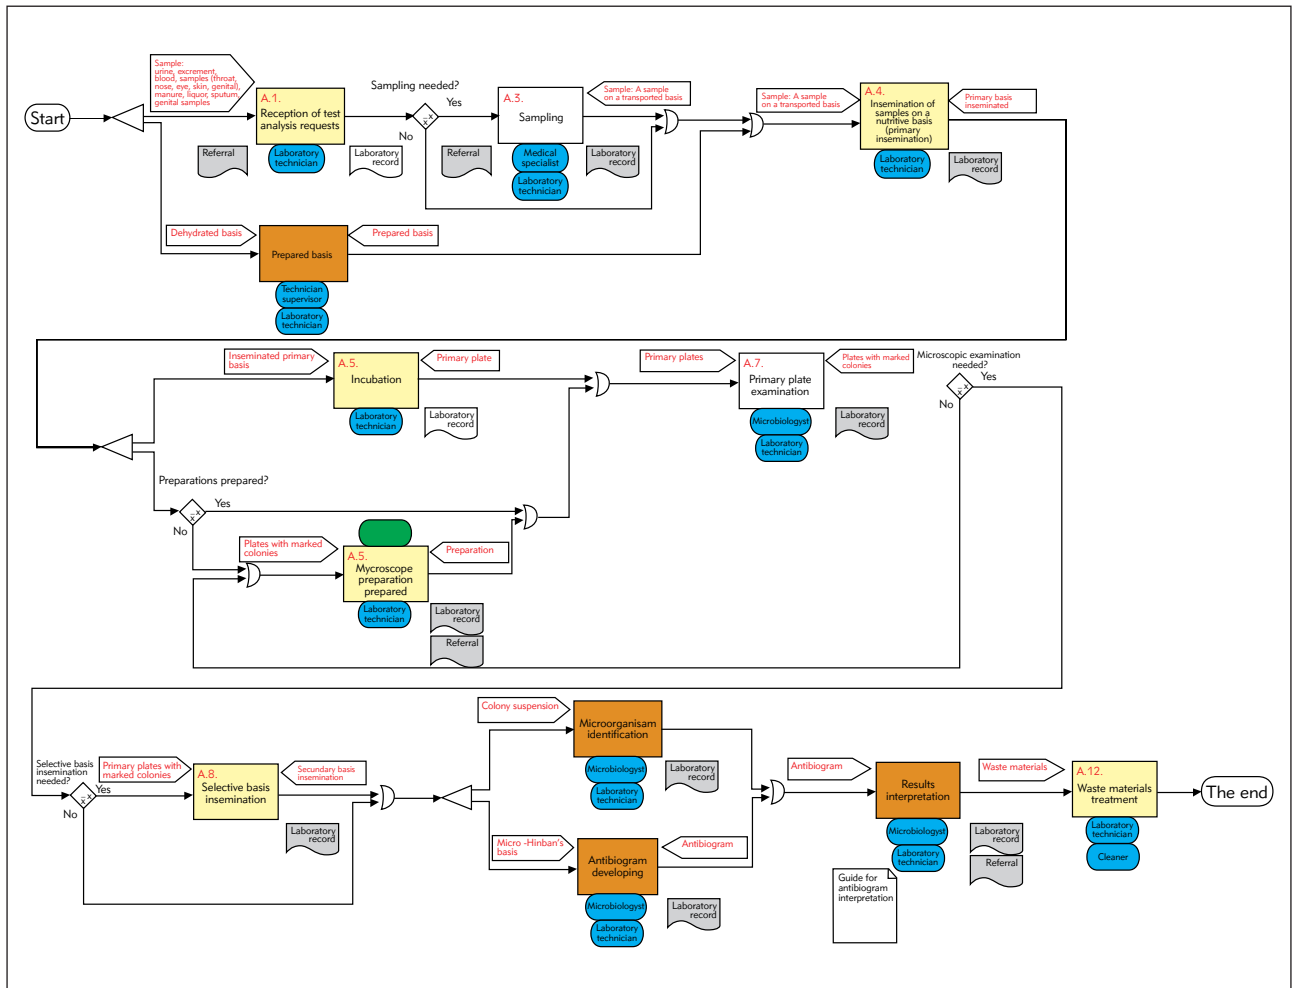 Start
Sample:
urine, excrement,
blood, samples (throat,
nose, eye, skin, genital),
manure, liquor, sputum,
genital samples
A.1.
Reception of test
analysis requests
Referral
Laboratory
technician
Laboratory
record
Sampling needed?
Yes
No
x
x
A.3.
Sampling
Sample: A sample
on a transported basis
Referral
Medical
specialist
Laboratory
technician
Laboratory
record
Sample: A sample
on a transported basis
A.4.
Insemination of
samples on a
nutritive basis
(primary
insemination)
Primary basis
inseminated
Laboratory
technician
Laboratory
record
Dehydrated basis
Prepared basis
Prepared basis
Technician
supervisor
Laboratory
technician
Inseminated primary
basis
A.5.
Incubation
Primary plate
Laboratory
technician
Laboratory
record
Primary plates
A.7.
Primary plate
examination
Plates with marked
colonies
Microbiologyst
Laboratory
technician
Laboratory
record
Microscopic examination
needed?
Yes
No
x
x
Preparations prepared?
Yes
No
x
x
Plates with marked
colonies
A.5.
Mycroscope
preparation
prepared
Preparation
Laboratory
technician
Laboratory
record
Referral
Selective basis
insemination
needed?
Yes
No
x
x
Primary plates with
marked colonies
A.8.
Selective basis
insemination
Secundary basis
insemination
Laboratory
record
Colony suspension
Microorganisam
identification
Microbiologyst
Laboratory
technician
Laboratory
record
Micro -Hinban's
basis
Antibiogram
developing
Antibiogram
Microbiologyst
Laboratory
technician
Laboratory
record
Antibiogram
Results
interpretation
Microbiologyst
Laboratory
technician
Laboratory
record
Referral
Guide for
antibiogram
interpretation
Waste materials
A.12.
Waste materials
treatment
Laboratory
technician
Cleaner
The end